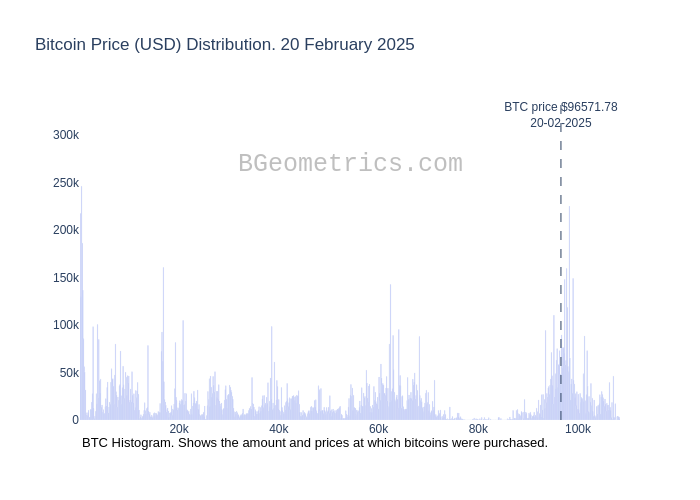 Bitcoin Price (USD) Distribution. 20 February 2025
BTC price $96571.78
20-02-2025
BGeometrics.com
300k
250k
200k
150k
100k
50k
0
20k 40k 60k 80k 100k
BTC Histogram. Shows the amount and prices at which bitcoins were purchased.